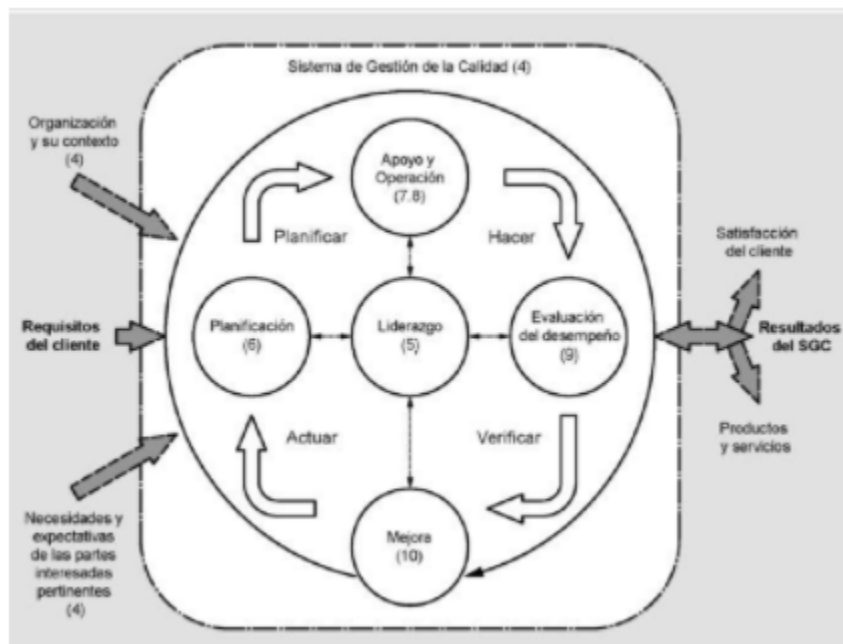 Sistema de Gestión de la Calidad (4)
Organización
y su contexto
(4)
Apoyo y
Operación
(7,8)
Planificar
Hacer
Satisfacción
del cliente
Requisitos
del cliente
Planificación
(6)
Liderazgo
(5)
Evaluación
del desempeño
(9)
Resultados
del SGC
Actuar
Verificar
Productos
y servicios
Necesidades y
expectativas
de las partes
interesadas
pertinentes
(4)
Mejora
(10)